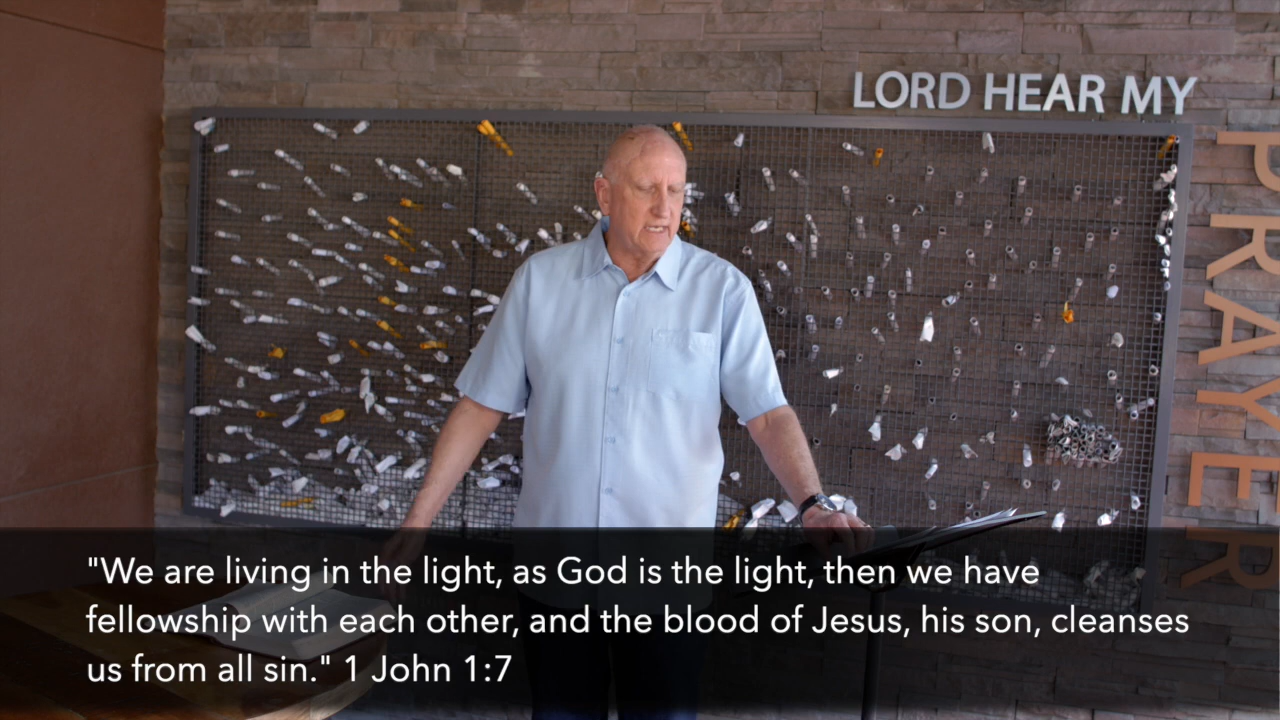 LORD HEAR MY
PRAYER
"We are living in the light, as God is the light, then we have
fellowship with each other, and the blood of Jesus, his son, cleanses
us from all sin." 1 John 1:7